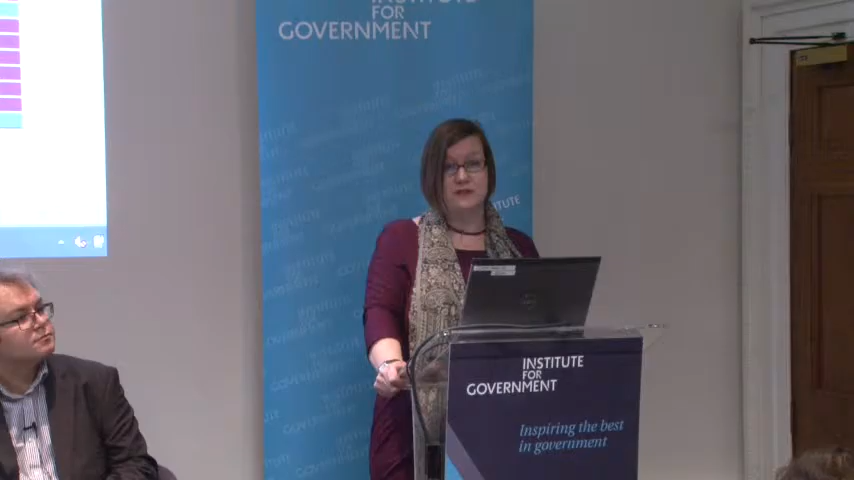 INSTITUTE
FOR
GOVERNMENT
INSTITUTE
FOR
GOVERNMENT
Inspiring the best
in government